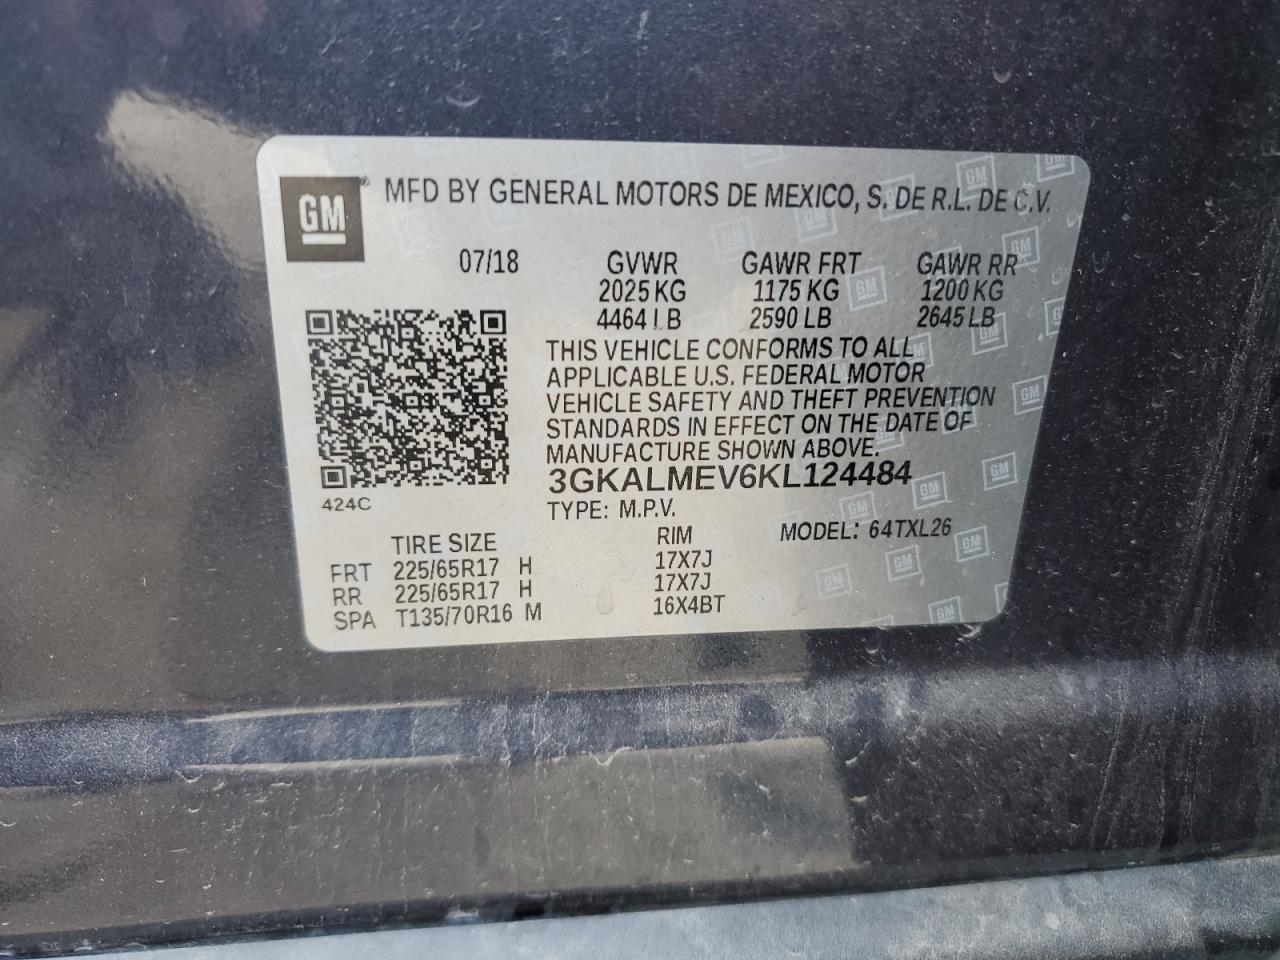 GM® MFD BY GENERAL MOTORS DE MEXICO, S. DE R.L. DE C.V.
07/18 GVWR GAWR FRT GAWR RR
2025 KG 1175 KG 1200 KG
4464 LB 2590 LB 2645 LB
THIS VEHICLE CONFORMS TO ALL
APPLICABLE U.S. FEDERAL MOTOR
VEHICLE SAFETY AND THEFT PREVENTION
STANDARDS IN EFFECT ON THE DATE OF
MANUFACTURE SHOWN ABOVE.
3GKALMEV6KL124484
424C
TYPE: M.P.V.
MODEL: 64TXL26
TIRE SIZE RIM
FRT 225/65R17 H 17X7J
RR 225/65R17 H 17X7J
SPA T135/70R16 M 16X4BT